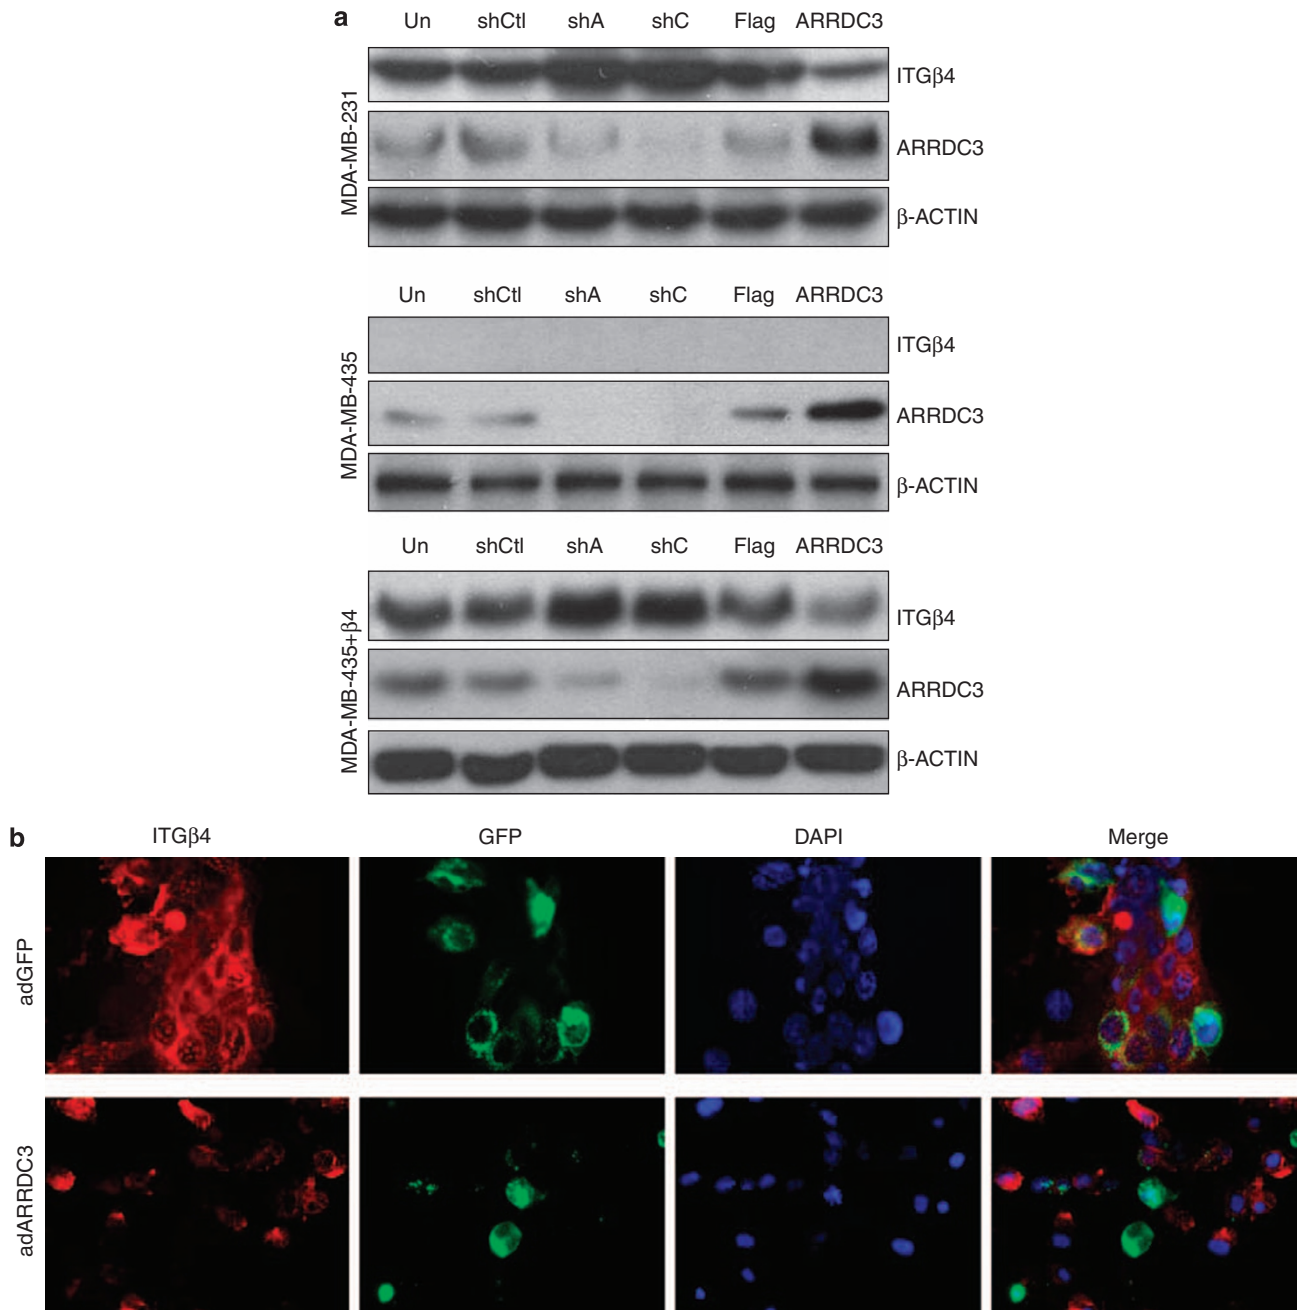 a
Un shCtl shA shC Flag ARRDC3
MDA-MB-231
ITGβ4
ARRDC3
β-ACTIN
Un shCtl shA shC Flag ARRDC3
MDA-MB-435
ITGβ4
ARRDC3
β-ACTIN
Un shCtl shA shC Flag ARRDC3
MDA-MB-435+β4
ITGβ4
ARRDC3
β-ACTIN
b
ITGβ4 GFP DAPI Merge
adGFP
adARRDC3